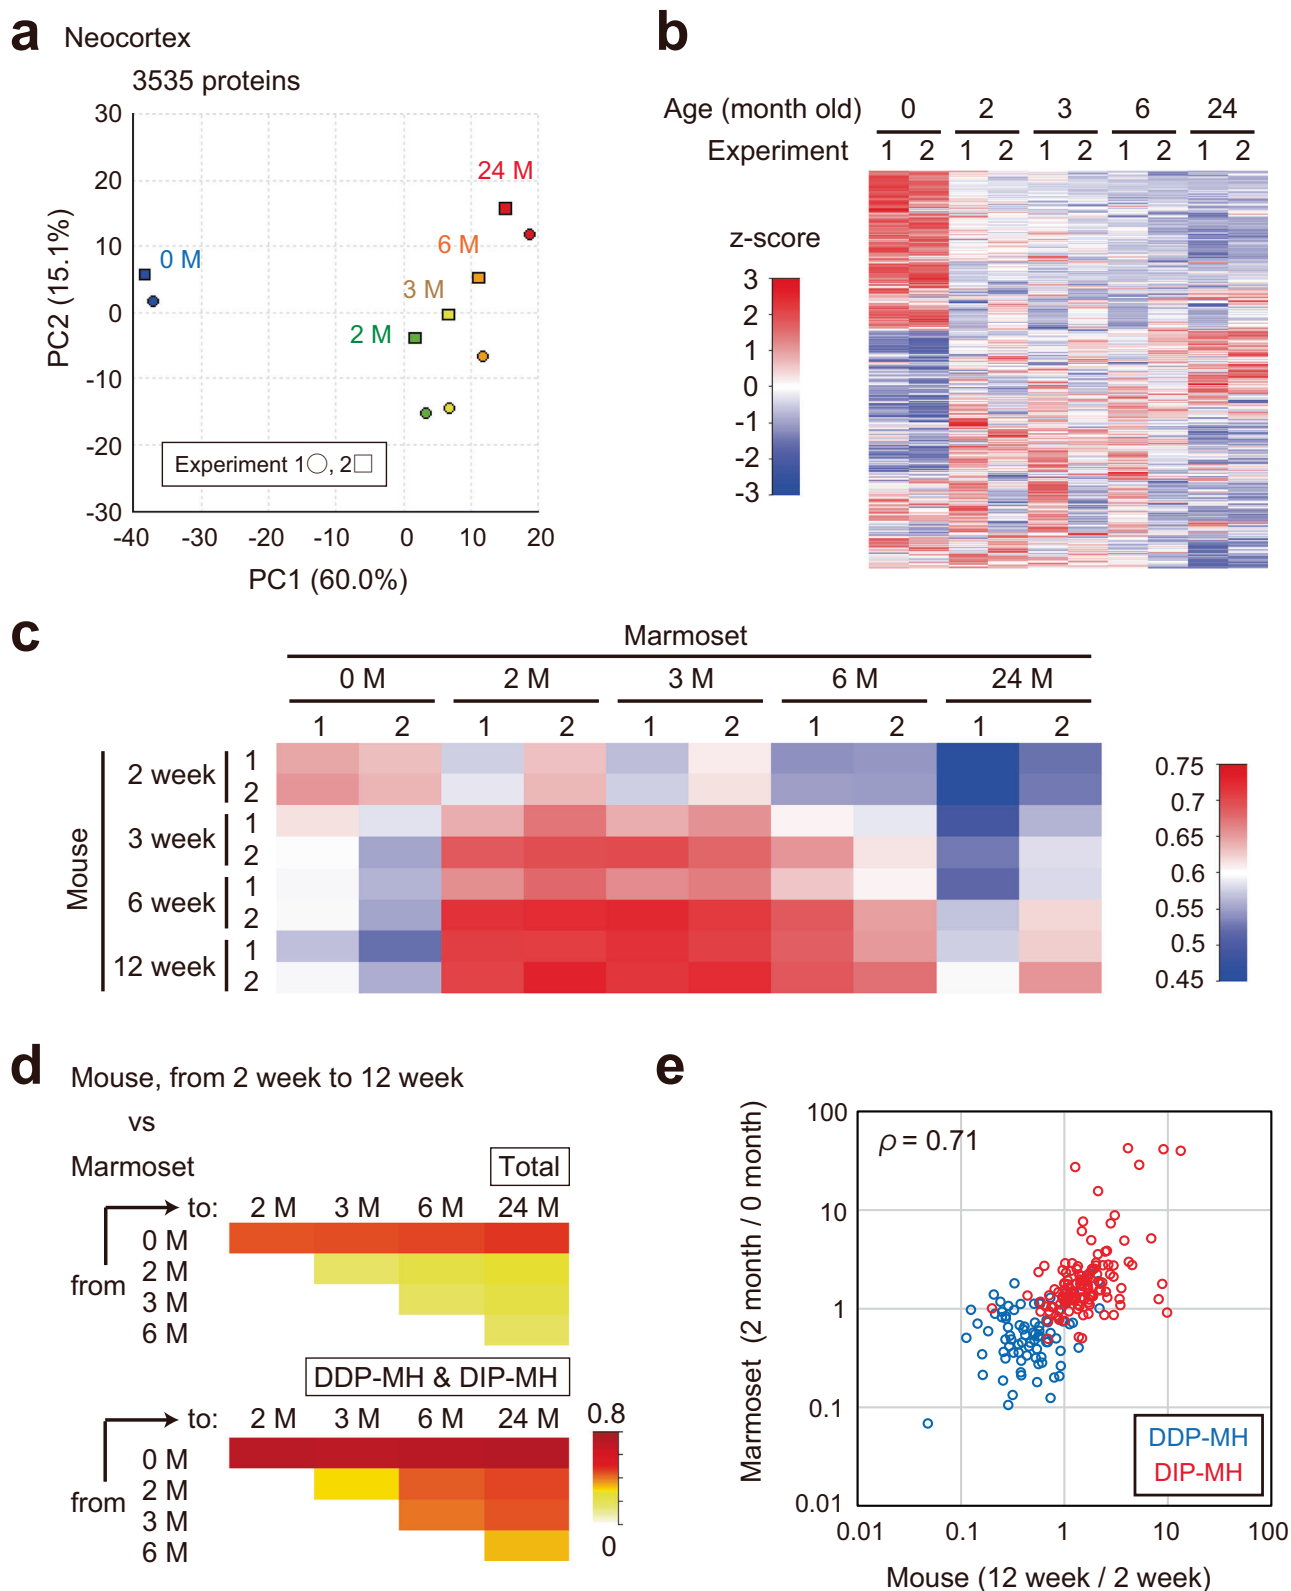 a Neocortex
3535 proteins
30
20
10
0
-10
-20
-30
-40
-20
-20
-10
0
10
20
PC2 (15.1%)
PC1 (60.0%)
0 M
2 M
3 M
6 M
24 M
Experiment 1○, 2□
b
Age (month old) 0 2 3 6 24
Experiment 1 2 1 2 1 2 1 2 1 2
z-score
3
2
1
0
-1
-2
-3
c
Marmoset
0 M 2 M 3 M 6 M 24 M
1 2 1 2 1 2 1 2 1 2
Mouse
2 week 1
2
3 week 1
2
6 week 1
2
12 week 1
2
0.75
0.7
0.65
0.6
0.55
0.5
0.45
d Mouse, from 2 week to 12 week
vs
Marmoset
Total
to: 2 M 3 M 6 M 24 M
from
0 M
2 M
3 M
6 M
DDP-MH & DIP-MH
to: 2 M 3 M 6 M 24 M
from
0 M
2 M
3 M
6 M
0.8
0
e
ρ = 0.71
100
10
1
0.1
0.01
0.01 0.1 1 10 100
Marmoset (2 month / 0 month)
Mouse (12 week / 2 week)
DDP-MH
DIP-MH